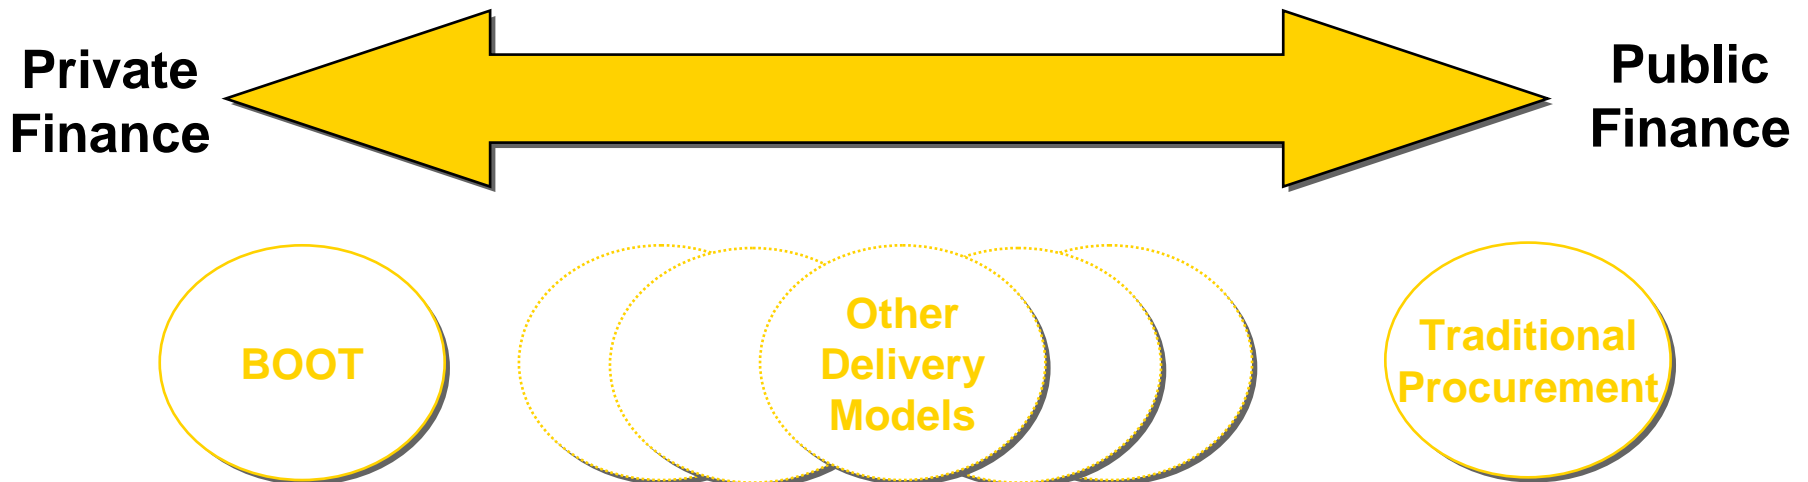 Private
Finance
Public
Finance
BOOT
Other
Delivery
Models
Traditional
Procurement